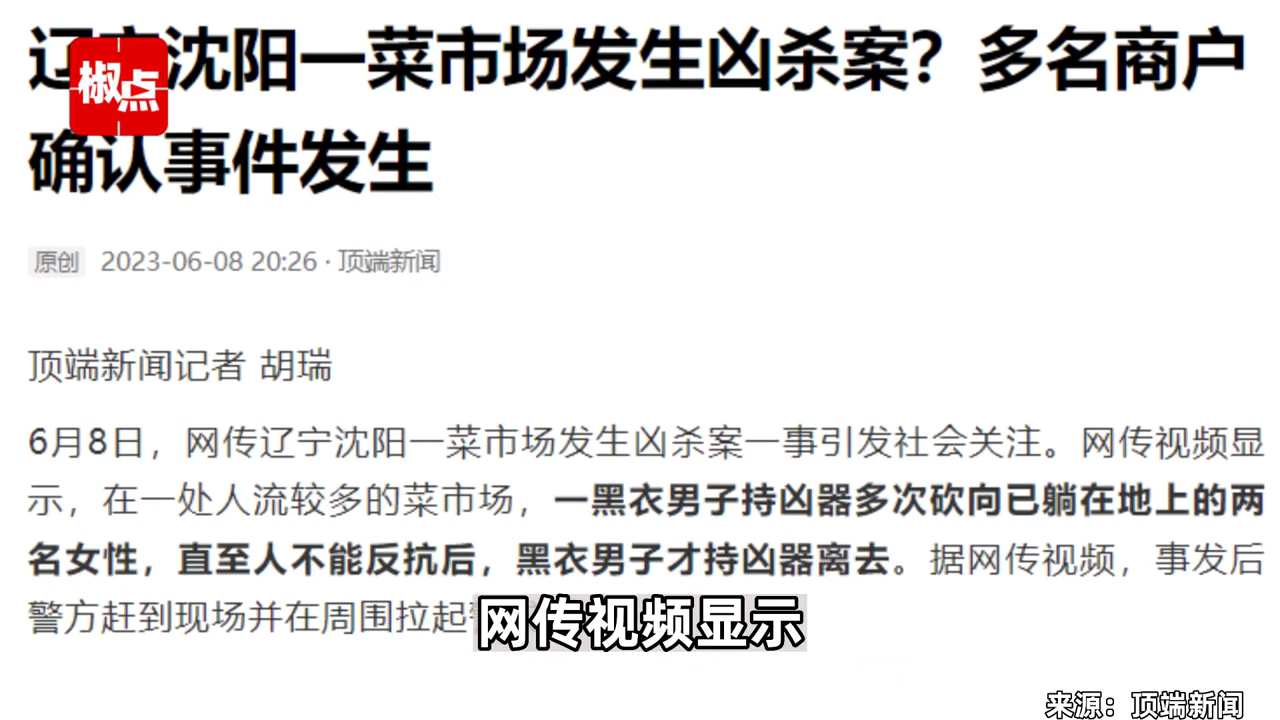 辽宁沈阳一菜市场发生凶杀案？多名商户
椒点
确认事件发生
原创 2023-06-08 20:26 · 顶端新闻
顶端新闻记者 胡瑞
6月8日，网传辽宁沈阳一菜市场发生凶杀案一事引发社会关注。网传视频显
示，在一处人流较多的菜市场，一黑衣男子持凶器多次砍向已躺在地上的两
名女性，直至人不能反抗后，黑衣男子才持凶器离去。据网传视频，事发后
警方赶到现场并在周围拉起
网传视频显示
来源：顶端新闻